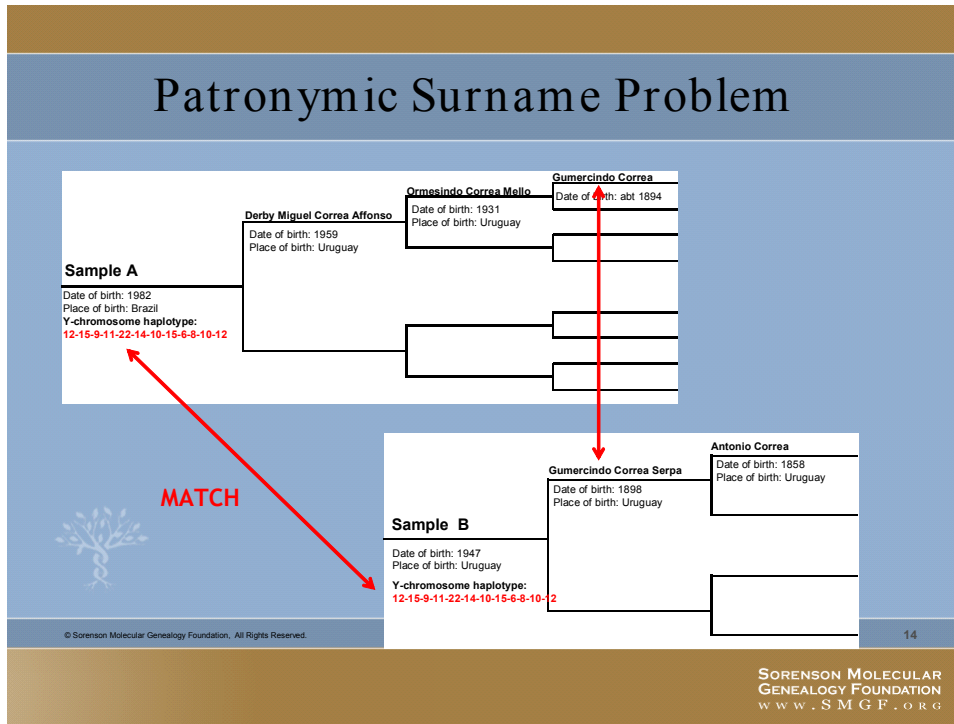 Patronymic Surname Problem
Gumercindo Correa
Date of birth: abt 1894
Ormesindo Correa Mello
Date of birth: 1931
Place of birth: Uruguay
Derby Miguel Correa Affonso
Date of birth: 1959
Place of birth: Uruguay
Sample A
Date of birth: 1982
Place of birth: Brazil
Y-chromosome haplotype:
12-15-9-11-22-14-10-15-6-8-10-12
MATCH
Antonio Correa
Date of birth: 1858
Place of birth: Uruguay
Gumercindo Correa Serpa
Date of birth: 1898
Place of birth: Uruguay
Sample B
Date of birth: 1947
Place of birth: Uruguay
Y-chromosome haplotype:
12-15-9-11-22-14-10-15-6-8-10-12
© Sorenson Molecular Genealogy Foundation, All Rights Reserved.
14
SORENSON MOLECULAR
GENEALOGY FOUNDATION
WWW.SMGF.ORG